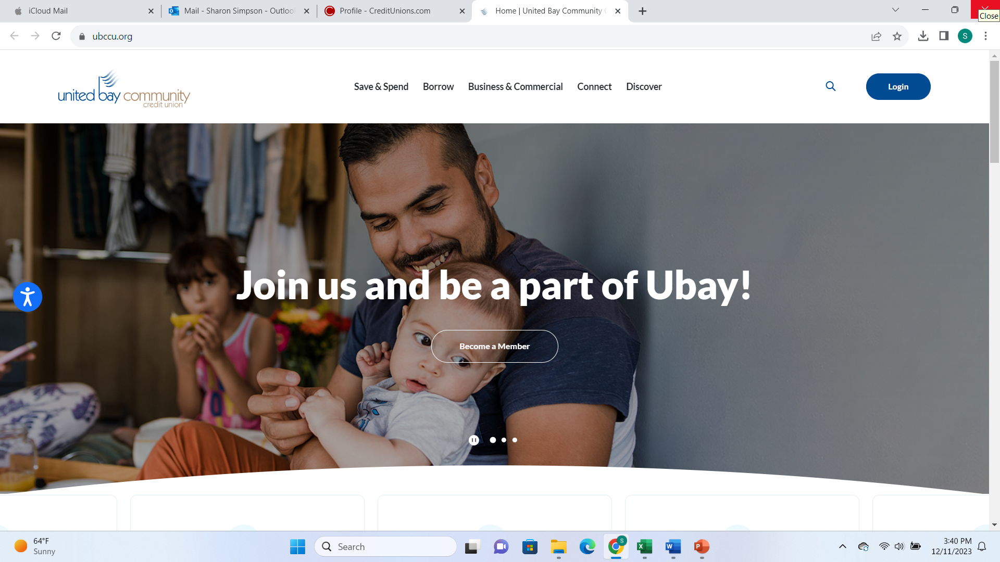 iCloud Mail
Mail - Sharon Simpson - Outloo
Profile - CreditUnions.com
Home | United Bay Community
Close
ubccu.org
S
united bay community
credit union
Save & Spend
Borrow
Business & Commercial
Connect
Discover
Login
Join us and be a part of Ubay!
Become a Member
64°F
Sunny
Search
S
3:40 PM
12/11/2023